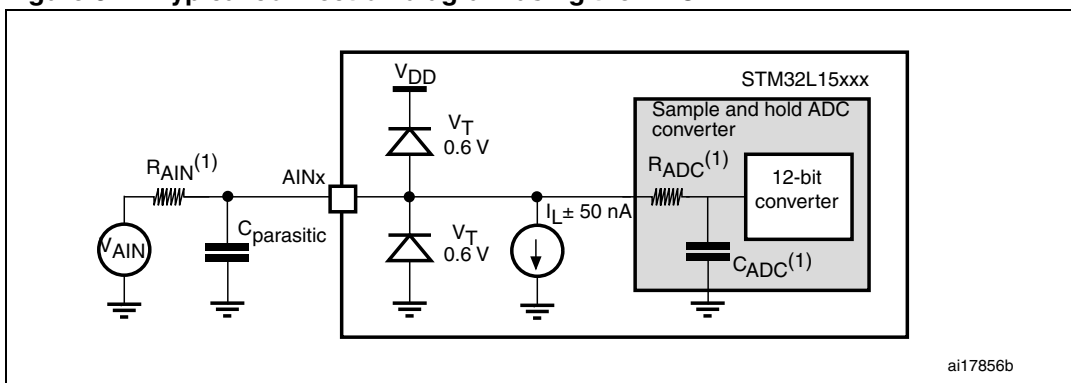 V_DD
STM32L15xxx
Sample and hold ADC
converter
V_T
0.6 V
R_AIN(1)
AINx
R_ADC(1)
12-bit
converter
I_L± 50 nA
V_AIN
C_parasitic
V_T
0.6 V
C_ADC(1)
ai17856b